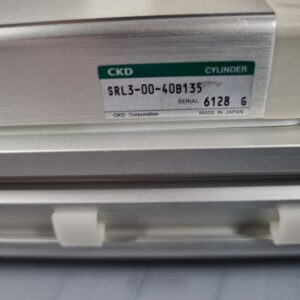 CKD CYLINDER
SRL3-00-40B135
SERIAL 6128 G
CKD Corporation MADE IN JAPAN